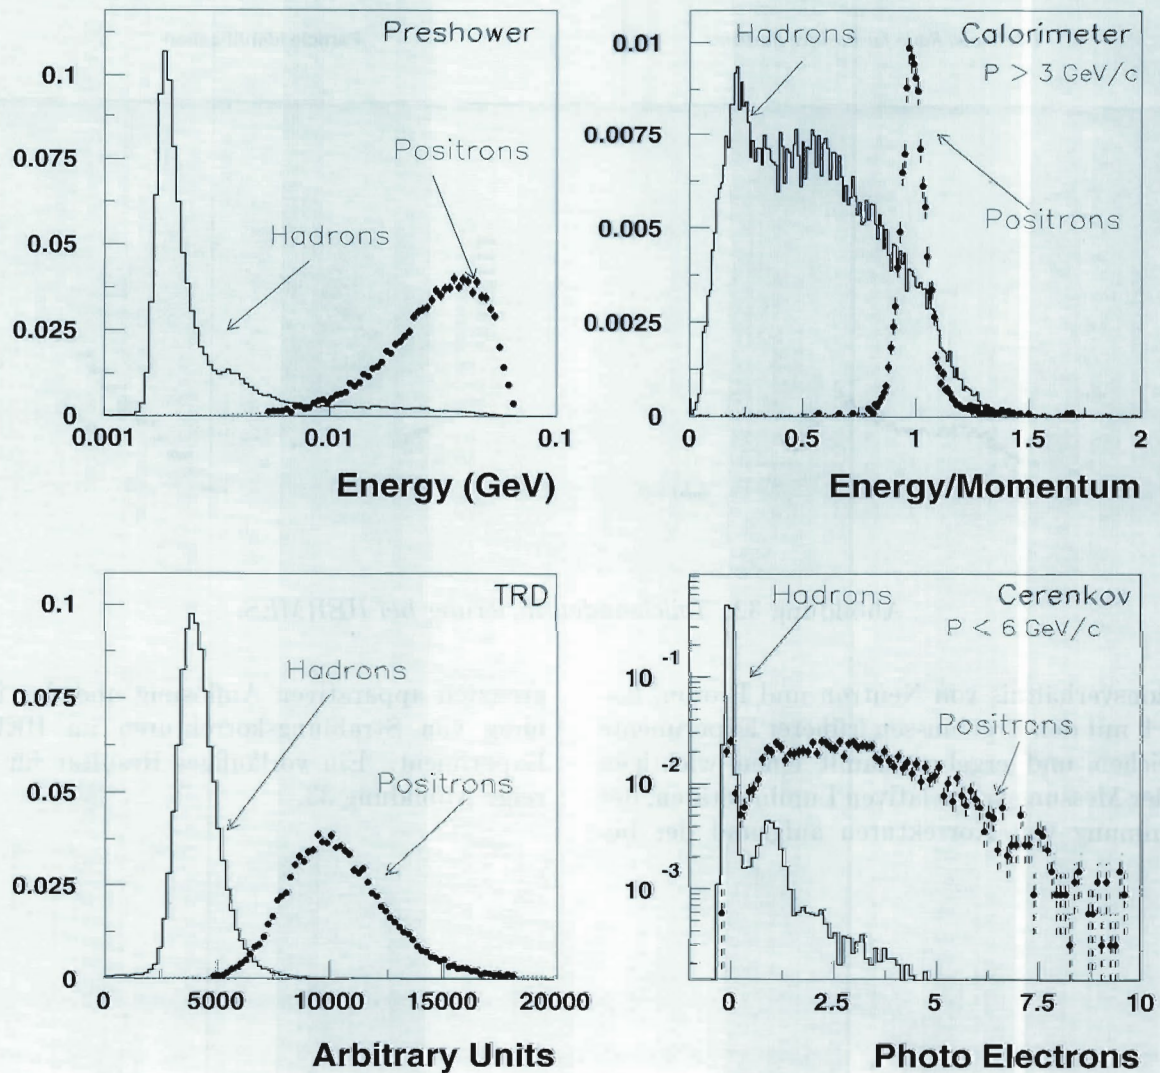 Preshower
0.1
0.075
0.05
0.025
0
Positrons
Hadrons
0.001
0.01
0.1
Energy (GeV)
Hadrons
Calorimeter
P > 3 GeV/c
0.01
0.0075
0.005
0.0025
0
Positrons
0
0.5
1
1.5
2
Energy/Momentum
TRD
0.1
0.075
0.05
0.025
0
Hadrons
Positrons
0
5000
10000
15000
20000
Arbitrary Units
Hadrons
Cerenkov
P < 6 GeV/c
10 -1
10 -2
10 -3
Positrons
0
2.5
5
7.5
10
Photo Electrons